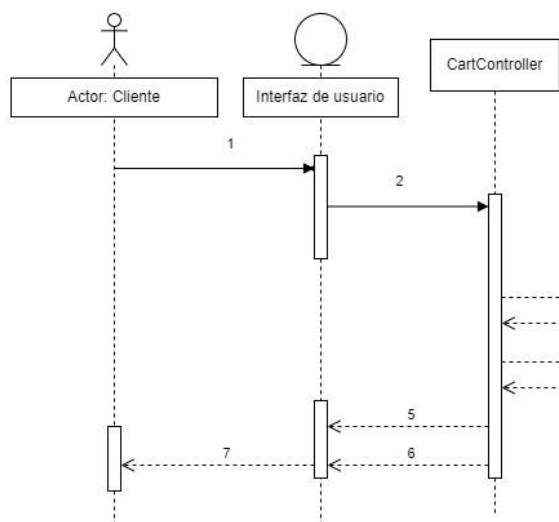 CartController
Actor: Cliente
Interfaz de usuario
1
2
5
7
6